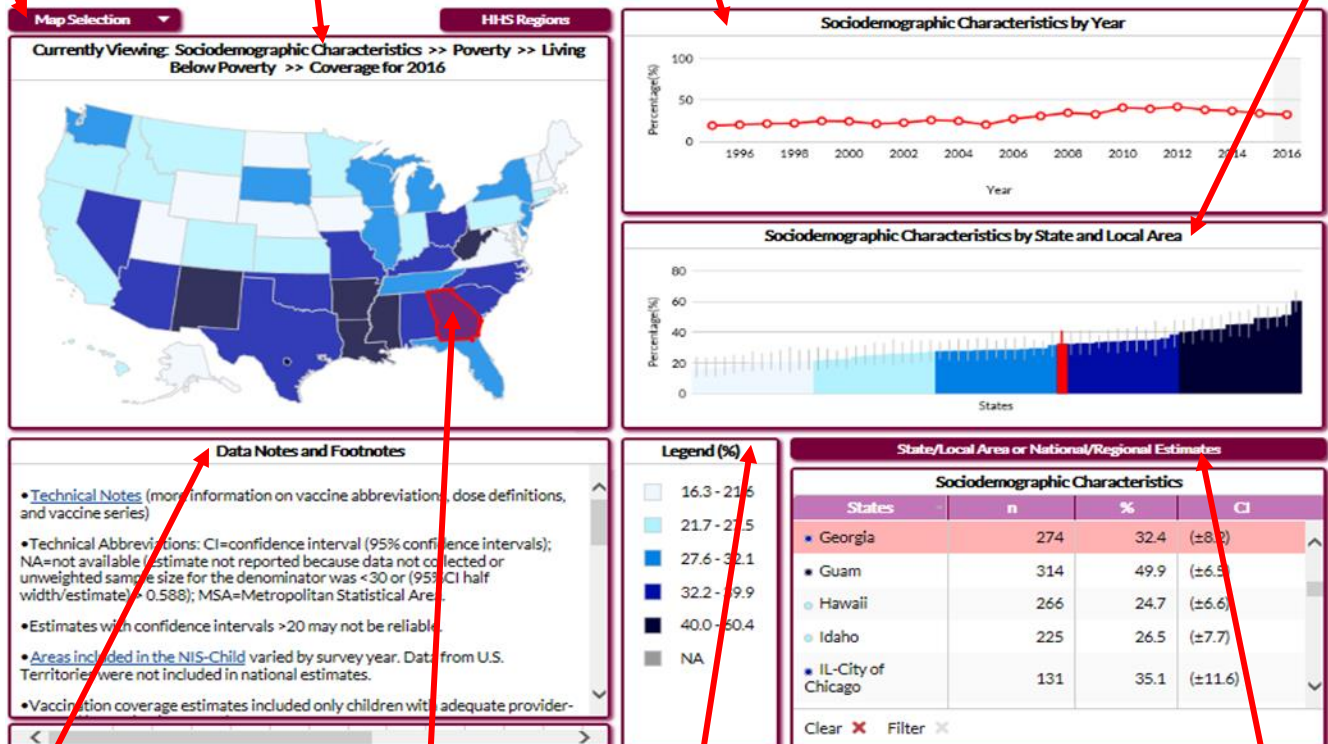 Map Selection
HHS Regions
Currently Viewing: Sociodemographic Characteristics >> Poverty >> Living
Below Poverty >> Coverage for 2016
Sociodemographic Characteristics by Year
Percentage(%)
100
50
0
1996 1998 2000 2002 2004 2006 2008 2010 2012 2014 2016
Year
Sociodemographic Characteristics by State and Local Area
Percentage(%)
80
60
40
20
0
States
Data Notes and Footnotes
•Technical Notes (more information on vaccine abbreviations, dose definitions,
and vaccine series)
•Technical Abbreviations: CI=confidence interval (95% confidence intervals);
NA=not available (estimate not reported because data not collected or
unweighted sample size for the denominator was <30 or (95% CI half
width/estimate) > 0.588); MSA=Metropolitan Statistical Area.
•Estimates with confidence intervals >20 may not be reliable.
•Areas included in the NIS-Child varied by survey year. Data from U.S.
Territories were not included in national estimates.
•Vaccination coverage estimates included only children with adequate provider-
Legend (%)
16.3 - 21.6
21.7 - 27.5
27.6 - 32.1
32.2 - 39.9
40.0 - 60.4
NA
State/Local Area or National/Regional Estimates
Sociodemographic Characteristics
States n % CI
• Georgia 274 32.4 (±8.2)
• Guam 314 49.9 (±6.5)
• Hawaii 266 24.7 (±6.6)
• Idaho 225 26.5 (±7.7)
• IL-City of
Chicago 131 35.1 (±11.6)
Clear Filter